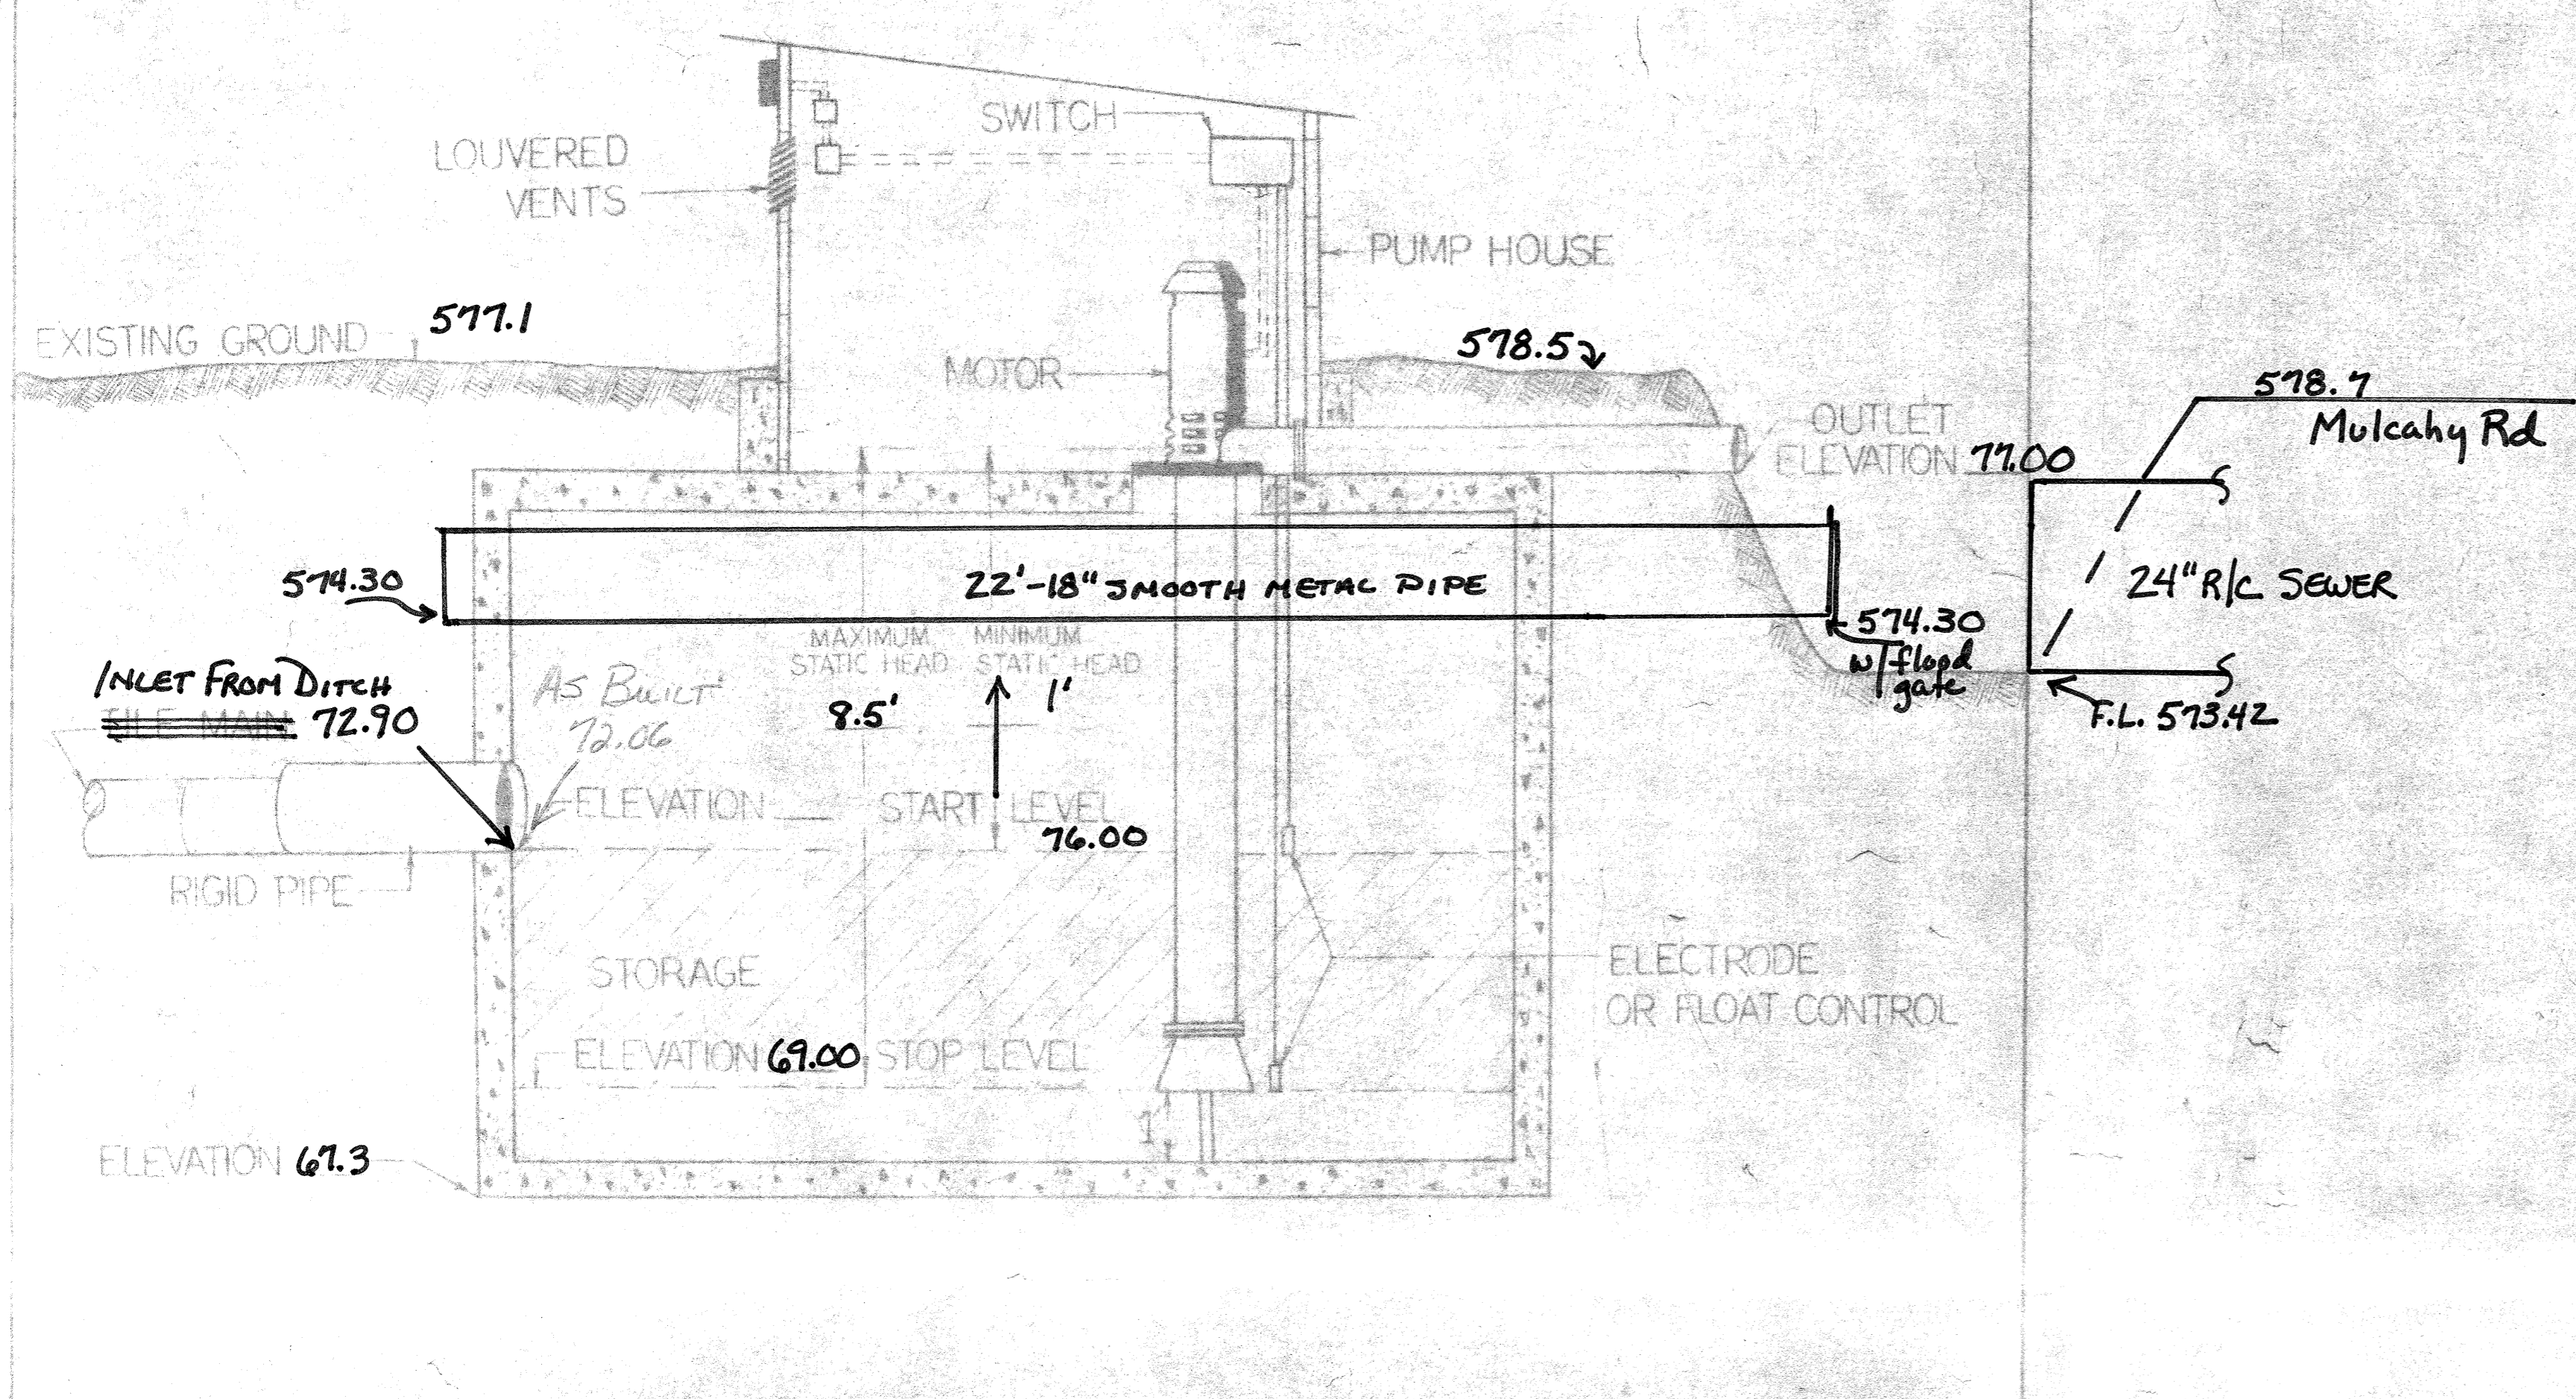 SWITCH
LOUVERED
VENTS
PUMP HOUSE
EXISTING GROUND
577.1
MOTOR
578.5
578.7
Mulcahy Rd
OUTLET
ELEVATION 77.00
574.30
22'-18" SMOOTH METAL PIPE
24" R/C SEWER
574.30
w/flood
gate
F.L. 573.42
MAXIMUM
STATIC HEAD
8.5'
MINIMUM
STATIC HEAD
1'
INLET FROM DITCH
TILE MAIN 72.90
AS BUILT
72.06
ELEVATION
START LEVEL
76.00
RIGID PIPE
STORAGE
ELECTRODE
OR FLOAT CONTROL
ELEVATION 69.00 STOP LEVEL
ELEVATION 67.3